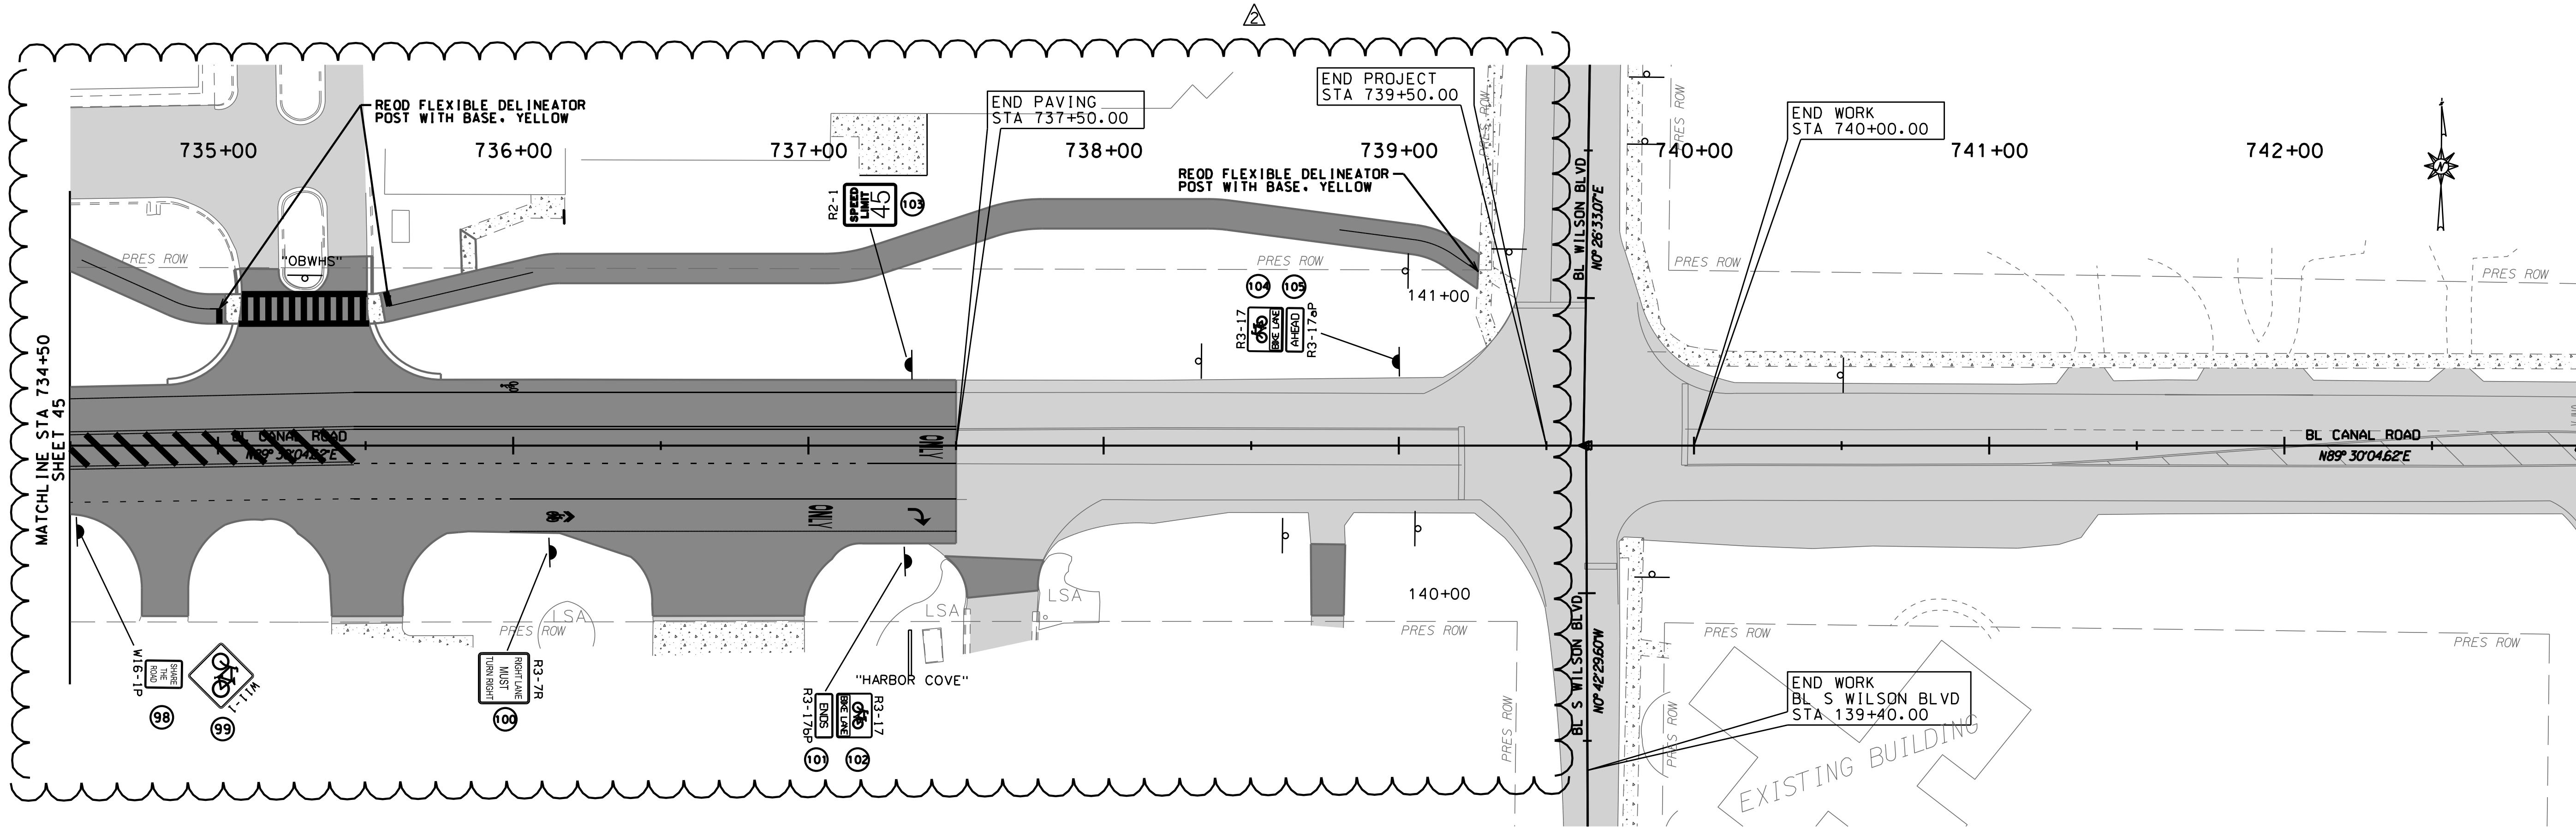 2
REOD FLEXIBLE DELINEATOR
POST WITH BASE, YELLOW
END PAVING
STA 737+50.00
END PROJECT
STA 739+50.00
END WORK
STA 740+00.00
735+00
736+00
737+00
738+00
739+00
740+00
741+00
742+00
REOD FLEXIBLE DELINEATOR
POST WITH BASE, YELLOW
R2-1
SPEED
LIMIT
45
103
N
PRES ROW
PRES ROW
BL WILSON BLVD
N0° 26'33.07"E
PRES ROW
"OBWHS"
PRES ROW
PRES ROW
PRES ROW
104
105
141+00
R3-17
BIKE LANE
AHEAD
R3-17aP
MATCHLINE STA 734+50
SHEET 45
BL CANAL ROAD
N89° 30'04.62"E
ONLY
BL CANAL ROAD
N89° 30'04.62"E
ONLY
140+00
LSA
LSA
LSA
PRES ROW
PRES ROW
PRES ROW
PRES ROW
W16-1P
SHARE
THE
ROAD
W11-1
98
99
RIGHT LANE
MUST
TURN RIGHT
R3-7R
100
"HARBOR COVE"
R3-17bP
ENDS
BIKE LANE
R3-17
101
102
BL S WILSON BLVD
N0° 42'29.60"W
PRES ROW
PRES ROW
END WORK
BL S WILSON BLVD
STA 139+40.00
EXISTING BUILDING